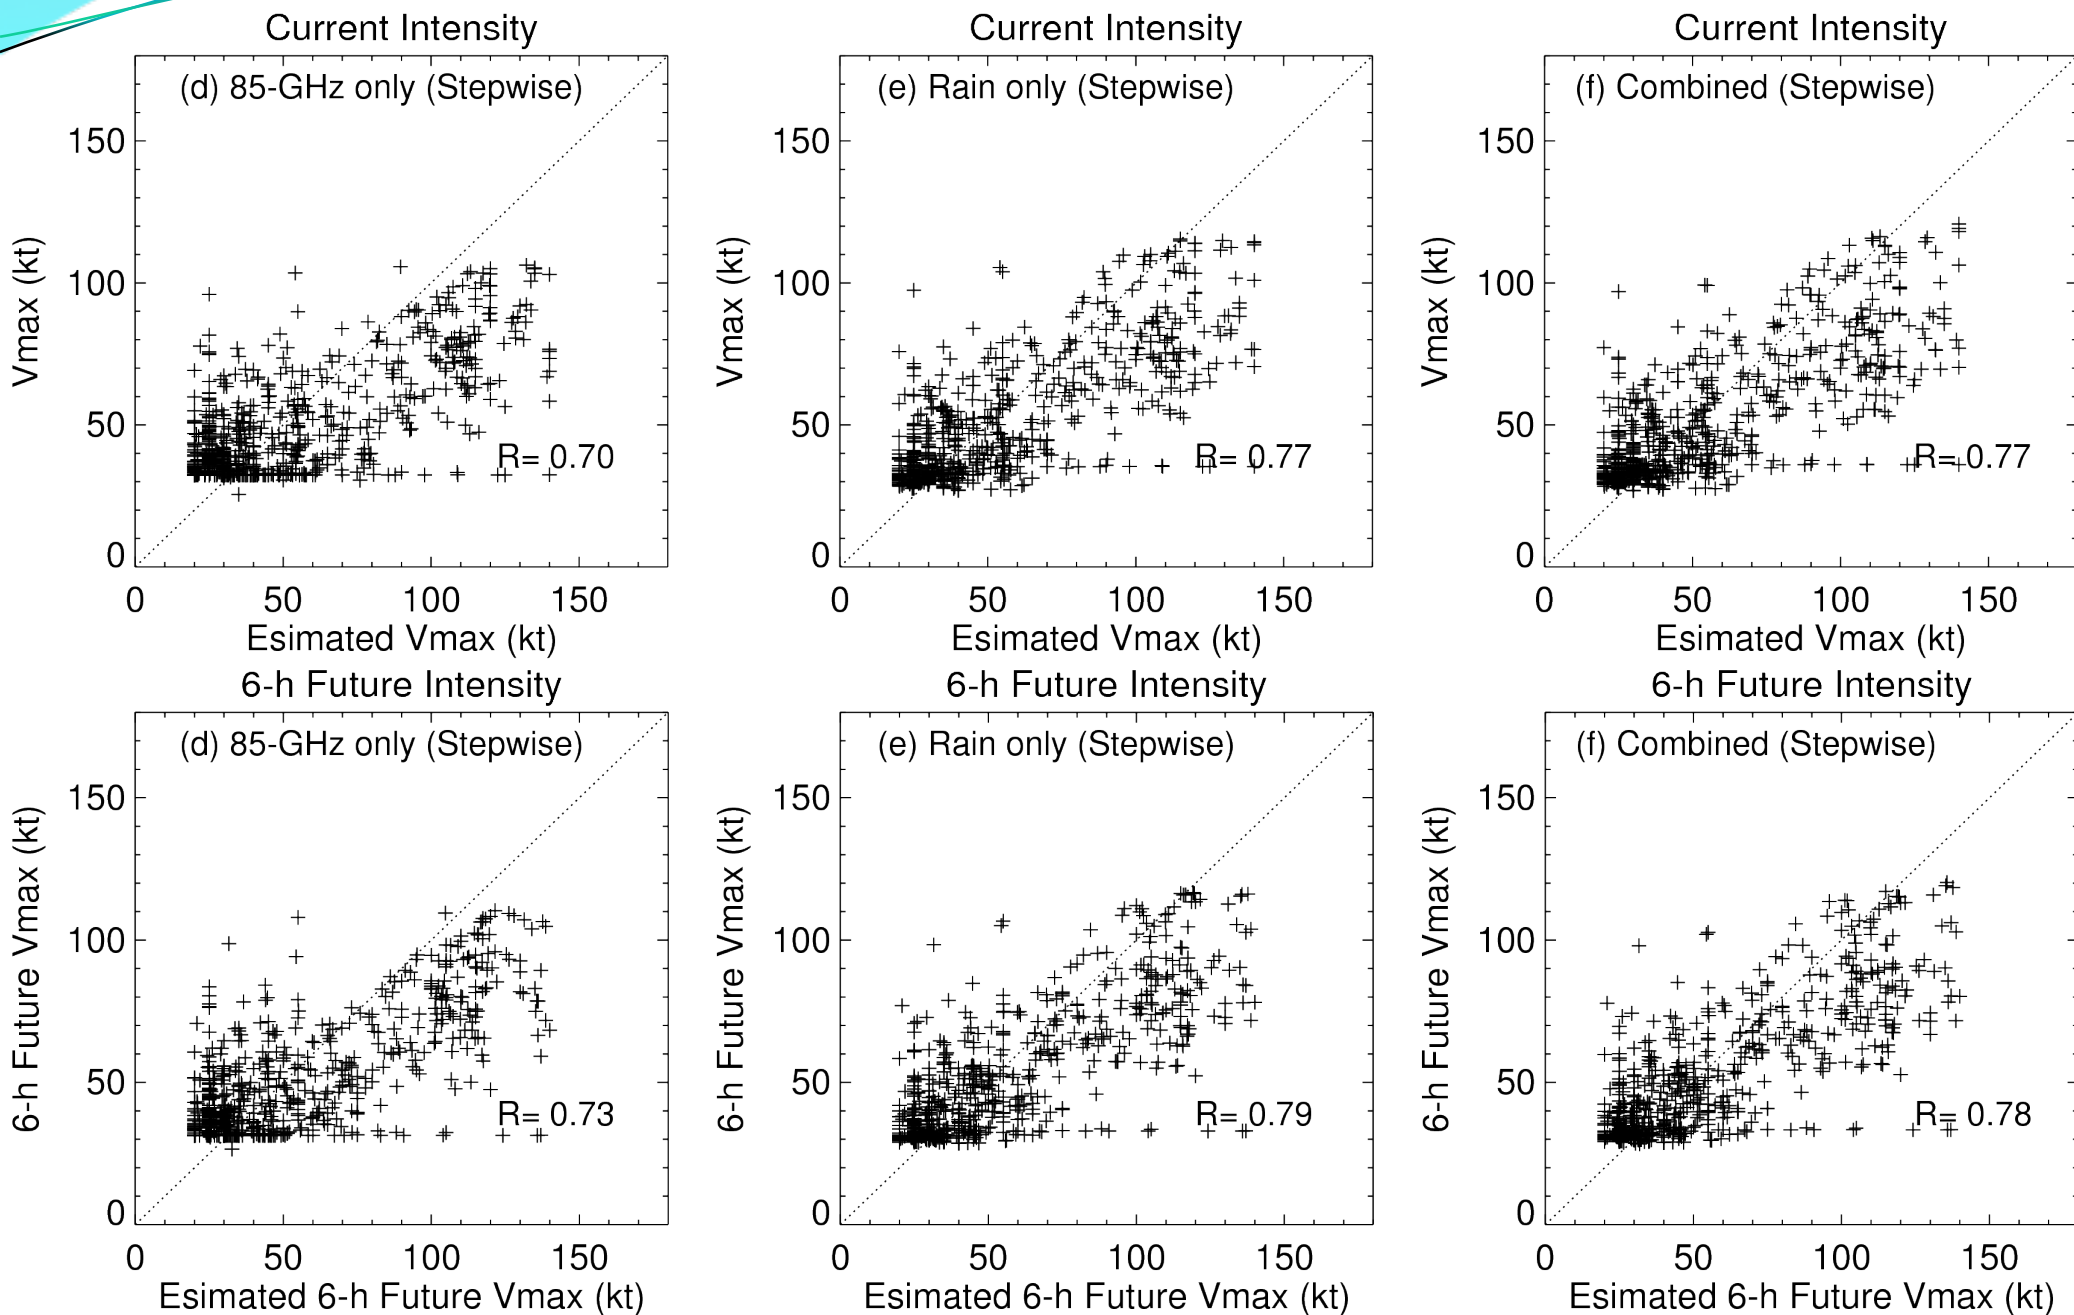 Current Intensity
(d) 85-GHz only (Stepwise)
150
100
50
0
Vmax (kt)
R= 0.70
0 50 100 150
Esimated Vmax (kt)
Current Intensity
(e) Rain only (Stepwise)
150
100
50
0
Vmax (kt)
R= 0.77
0 50 100 150
Esimated Vmax (kt)
Current Intensity
(f) Combined (Stepwise)
150
100
50
0
Vmax (kt)
R= 0.77
0 50 100 150
Esimated Vmax (kt)
6-h Future Intensity
(d) 85-GHz only (Stepwise)
150
100
50
0
6-h Future Vmax (kt)
R= 0.73
0 50 100 150
Esimated 6-h Future Vmax (kt)
6-h Future Intensity
(e) Rain only (Stepwise)
150
100
50
0
6-h Future Vmax (kt)
R= 0.79
0 50 100 150
Esimated 6-h Future Vmax (kt)
6-h Future Intensity
(f) Combined (Stepwise)
150
100
50
0
6-h Future Vmax (kt)
R= 0.78
0 50 100 150
Esimated 6-h Future Vmax (kt)